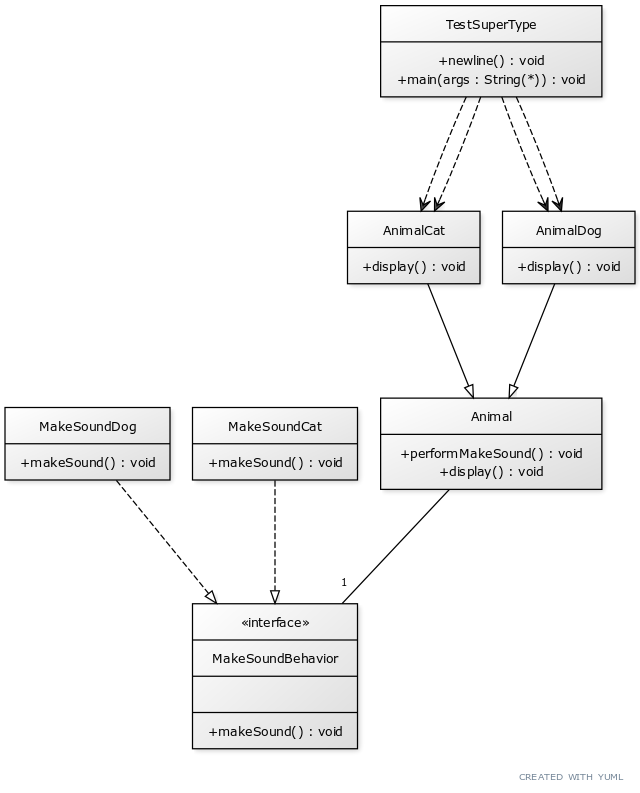 TestSuperType
+newline() : void
+main(args : String(*)) : void
AnimalCat
+display() : void
AnimalDog
+display() : void
MakeSoundDog
+makeSound() : void
MakeSoundCat
+makeSound() : void
Animal
+performMakeSound() : void
+display() : void
1
«interface»
MakeSoundBehavior
+makeSound() : void
CREATED WITH YUML